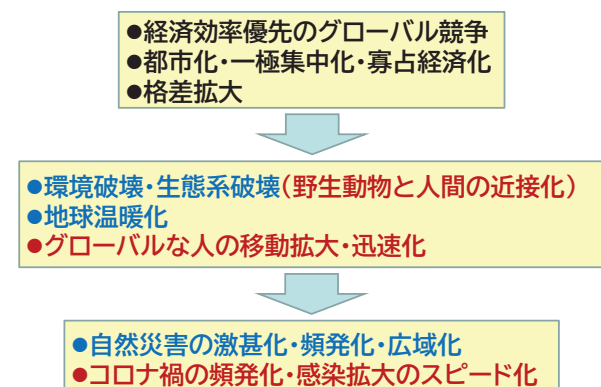 ●経済効率優先のグローバル競争
●都市化・一極集中化・寡占経済化
●格差拡大
●環境破壊・生態系破壊(野生動物と人間の近接化)
●地球温暖化
●グローバルな人の移動拡大・迅速化
●自然災害の激甚化・頻発化・広域化
●コロナ禍の頻発化・感染拡大のスピード化